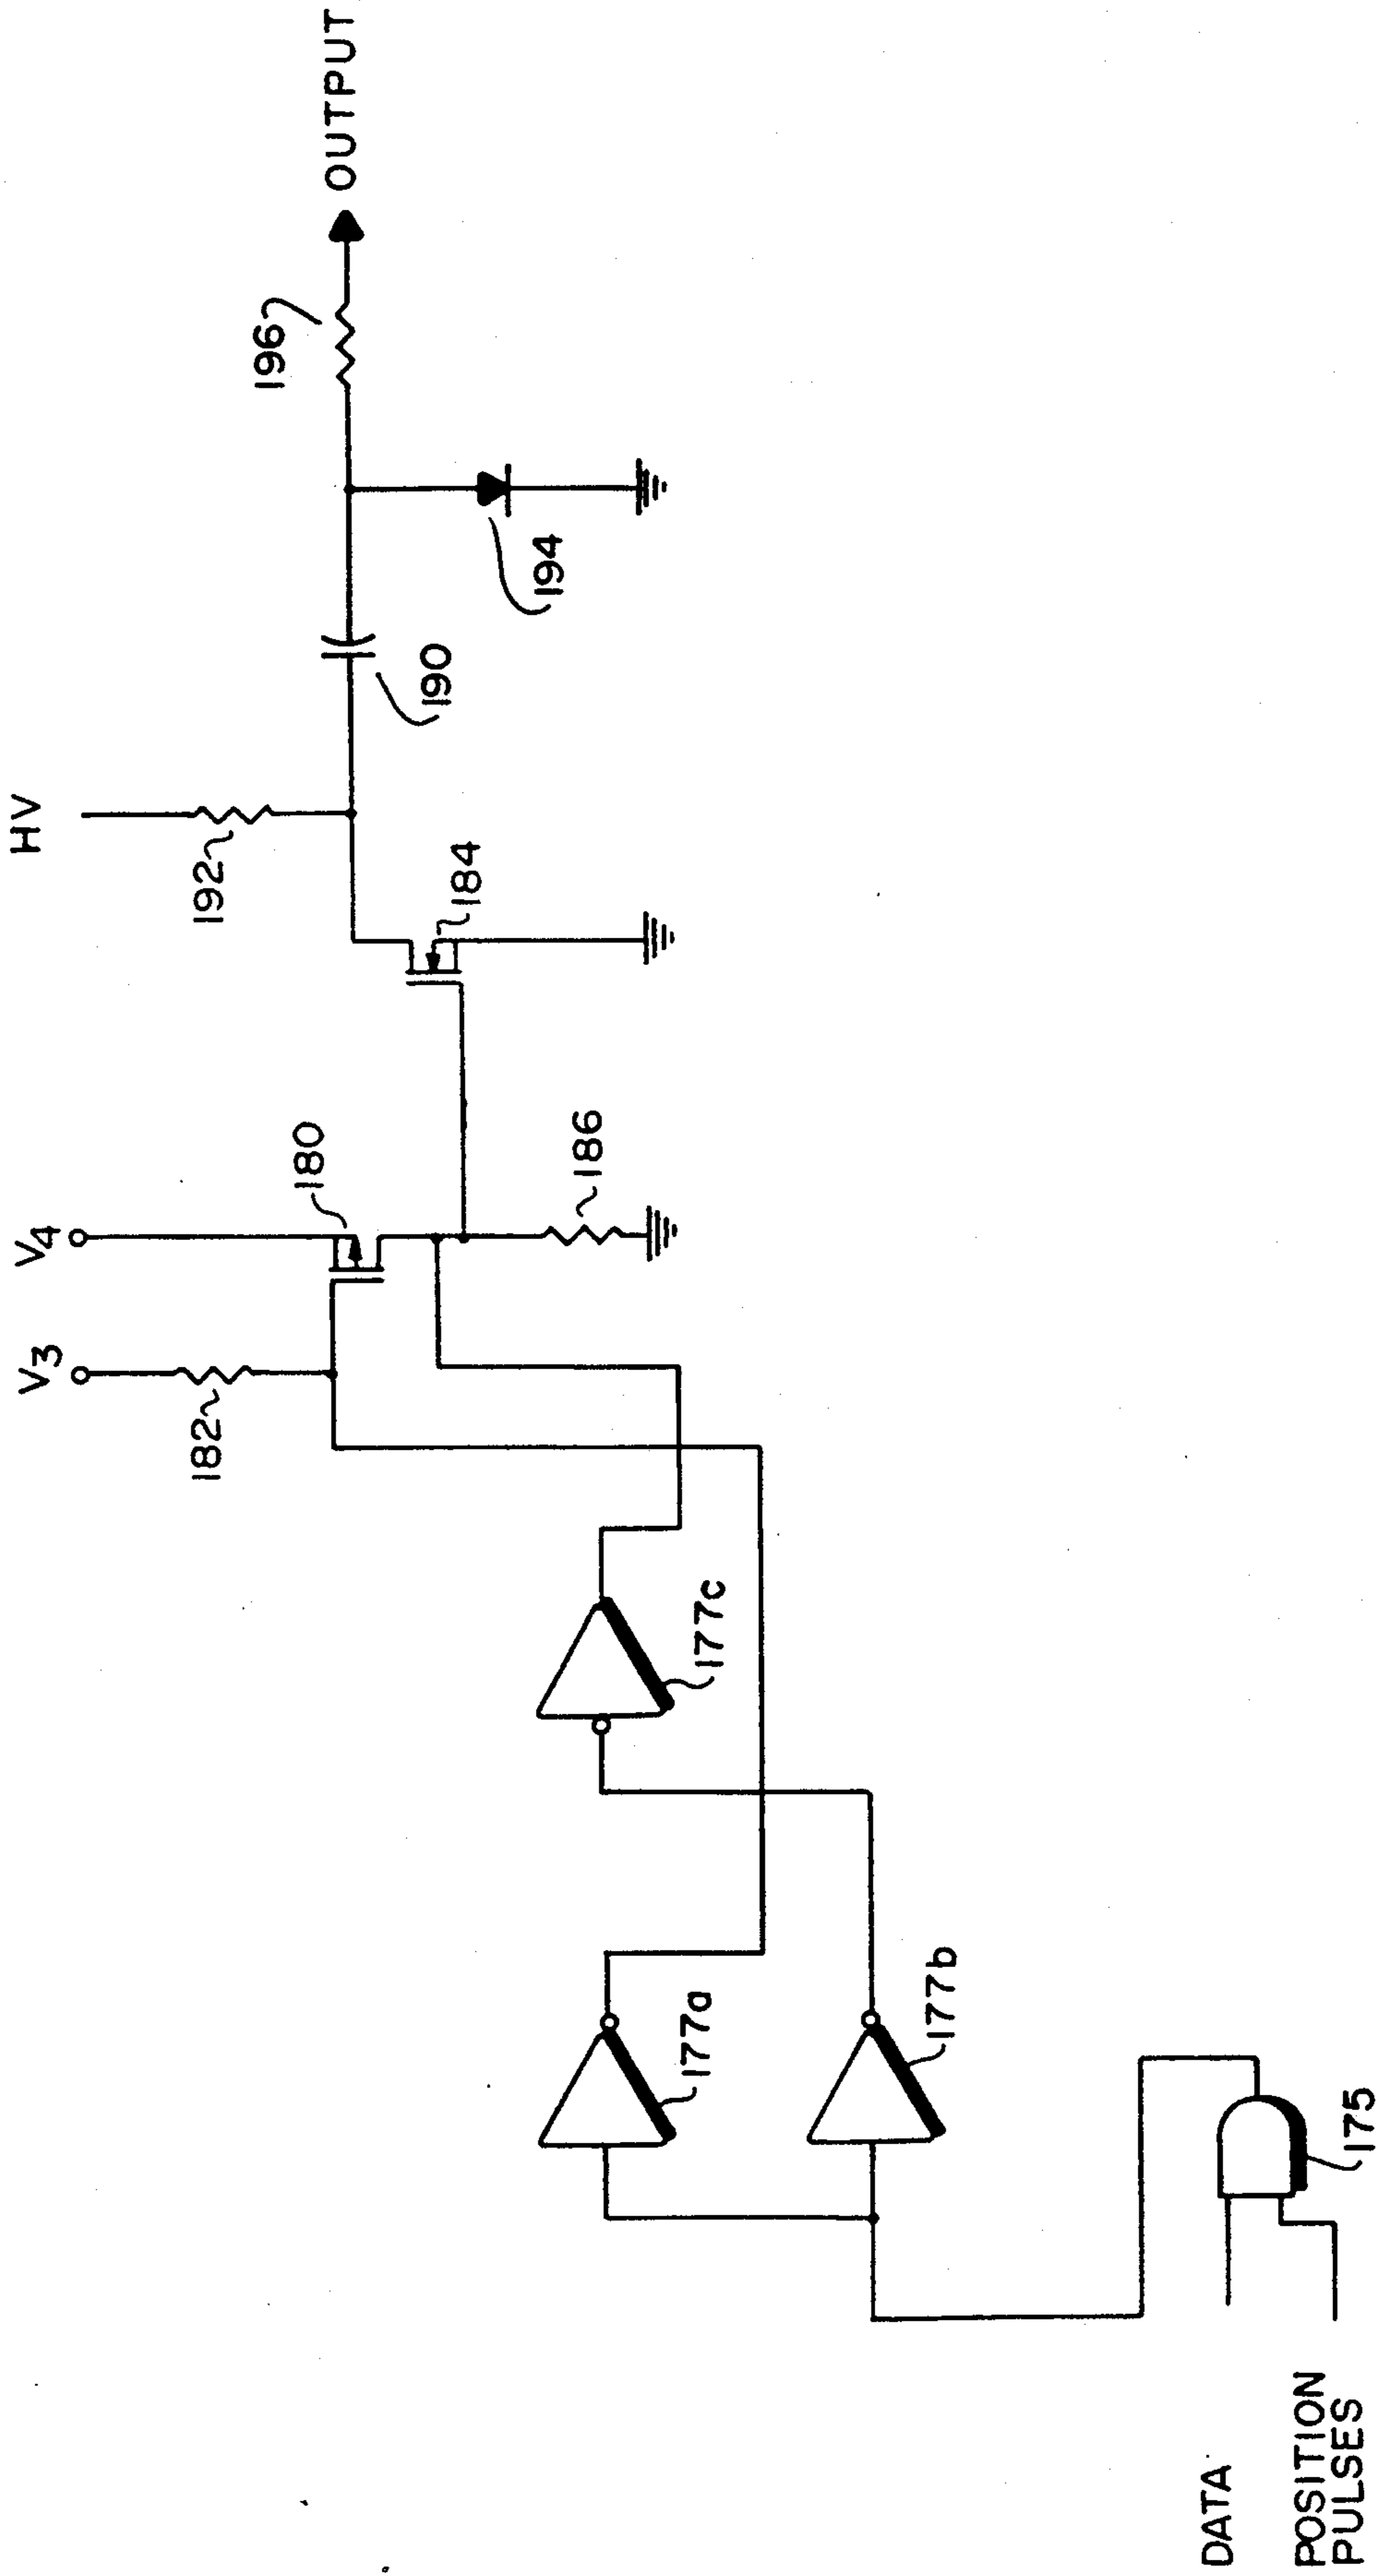 HV
V4
V3
192
196
OUTPUT
180
182
190
184
194
186
177c
177a
177b
DATA
175
POSITION
PULSES